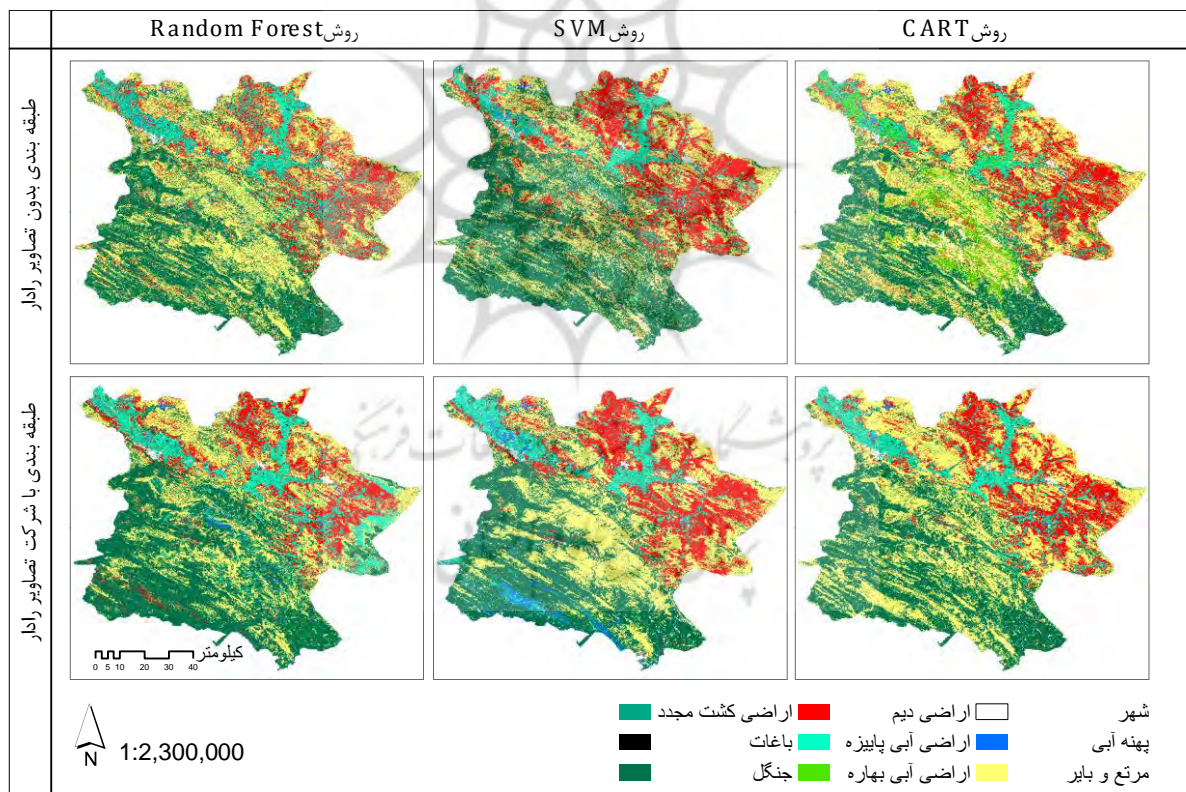 روش CART
روش SVM
روش Random Forest
طبقه بندی بدون تصاویر رادار
طبقه بندی با شرکت تصاویر رادار
کیلومتر
0 5 10 20 30 40
N
1:2,300,000
شهر
اراضی دیم
اراضی کشت مجدد
پهنه آبی
اراضی آبی پاییزه
باغات
مرتع و بایر
اراضی آبی بهاره
جنگل